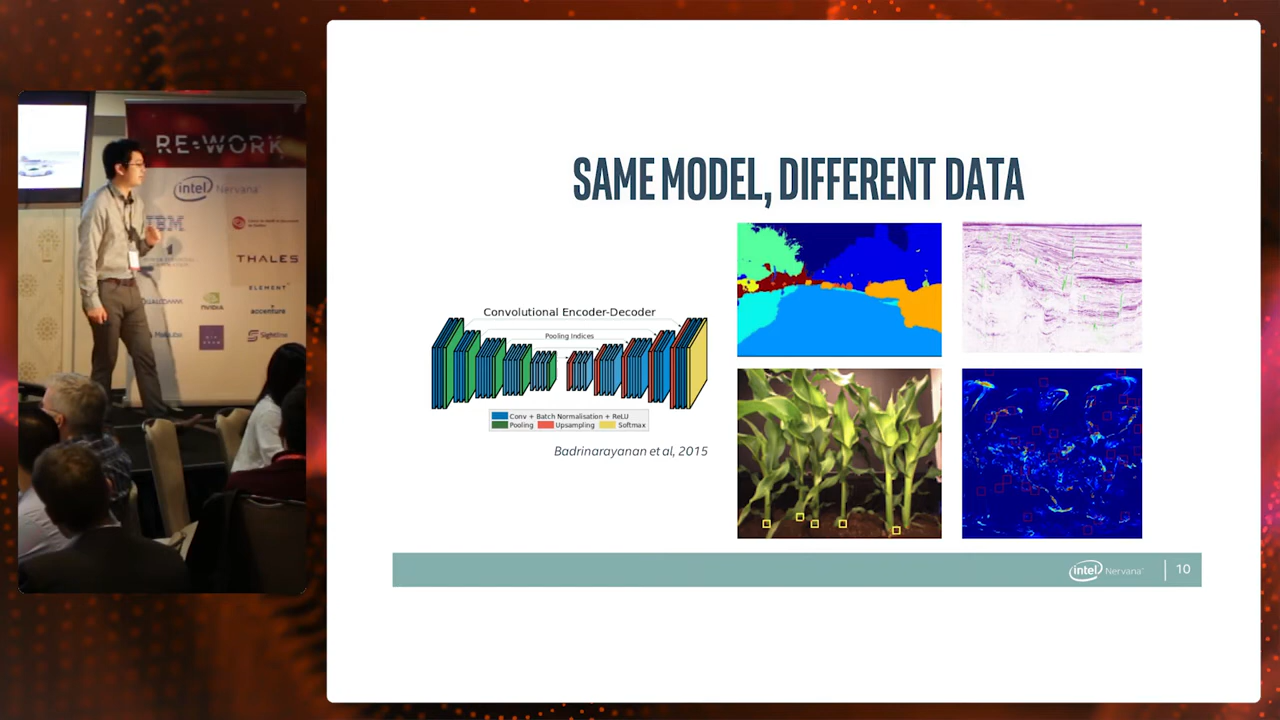 RE•WORK
intel Nervana
IBM
THALES
ELEMENT
QUALCOMM
NVIDIA
accenture
Sightline
SAME MODEL, DIFFERENT DATA
Convolutional Encoder-Decoder
Pooling Indices
Conv + Batch Normalisation + ReLU
Pooling Upsampling Softmax
Badrinarayanan et al, 2015
intel Nervana™
10